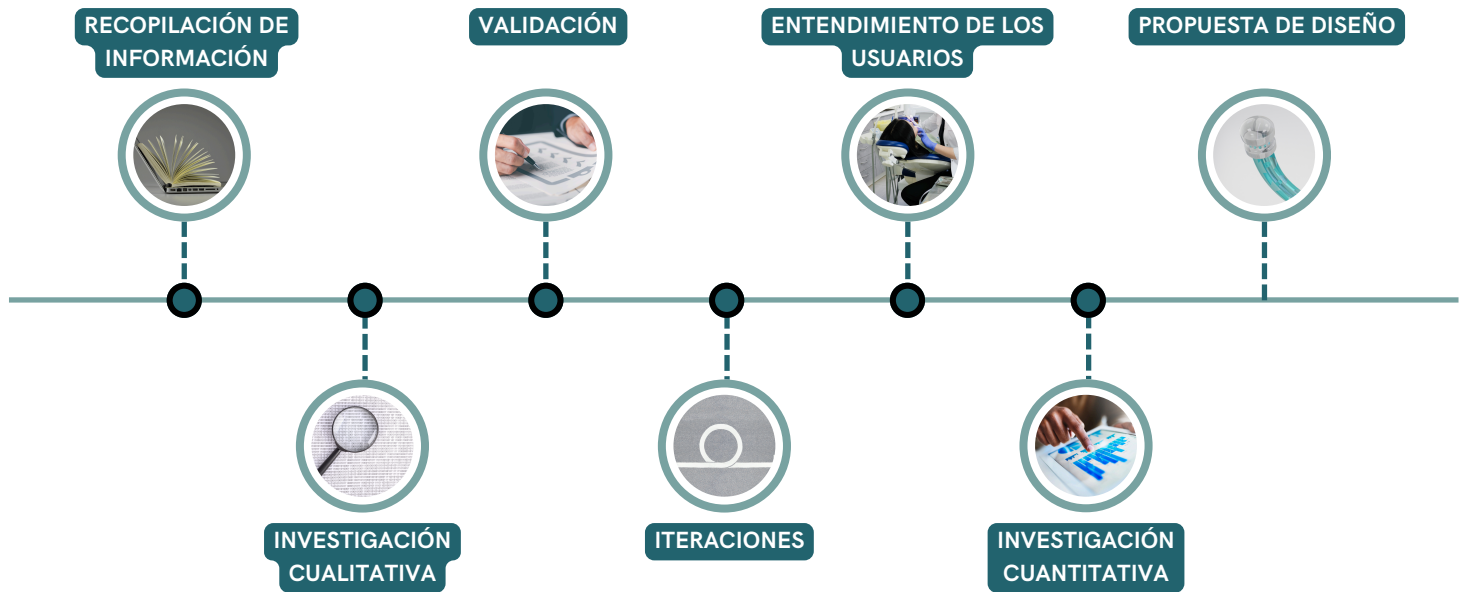 RECOPILACIÓN DE
INFORMACIÓN
VALIDACIÓN
ENTENDIMIENTO DE LOS
USUARIOS
PROPUESTA DE DISEÑO
INVESTIGACIÓN
CUALITATIVA
ITERACIONES
INVESTIGACIÓN
CUANTITATIVA